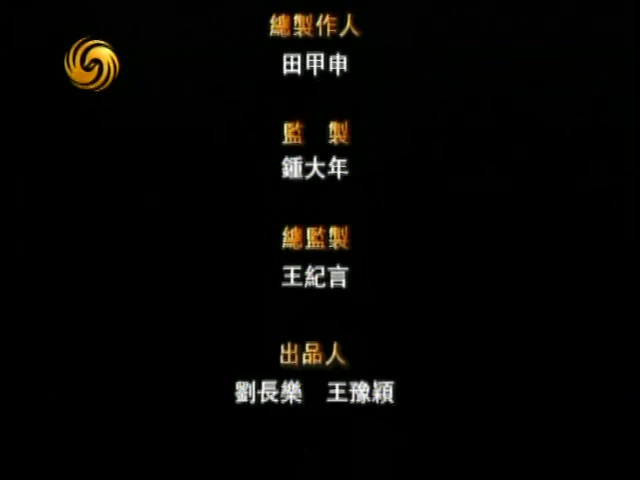 總製作人
田甲申
監 製
鍾大年
總監製
王紀言
出品人
劉長樂 王豫穎